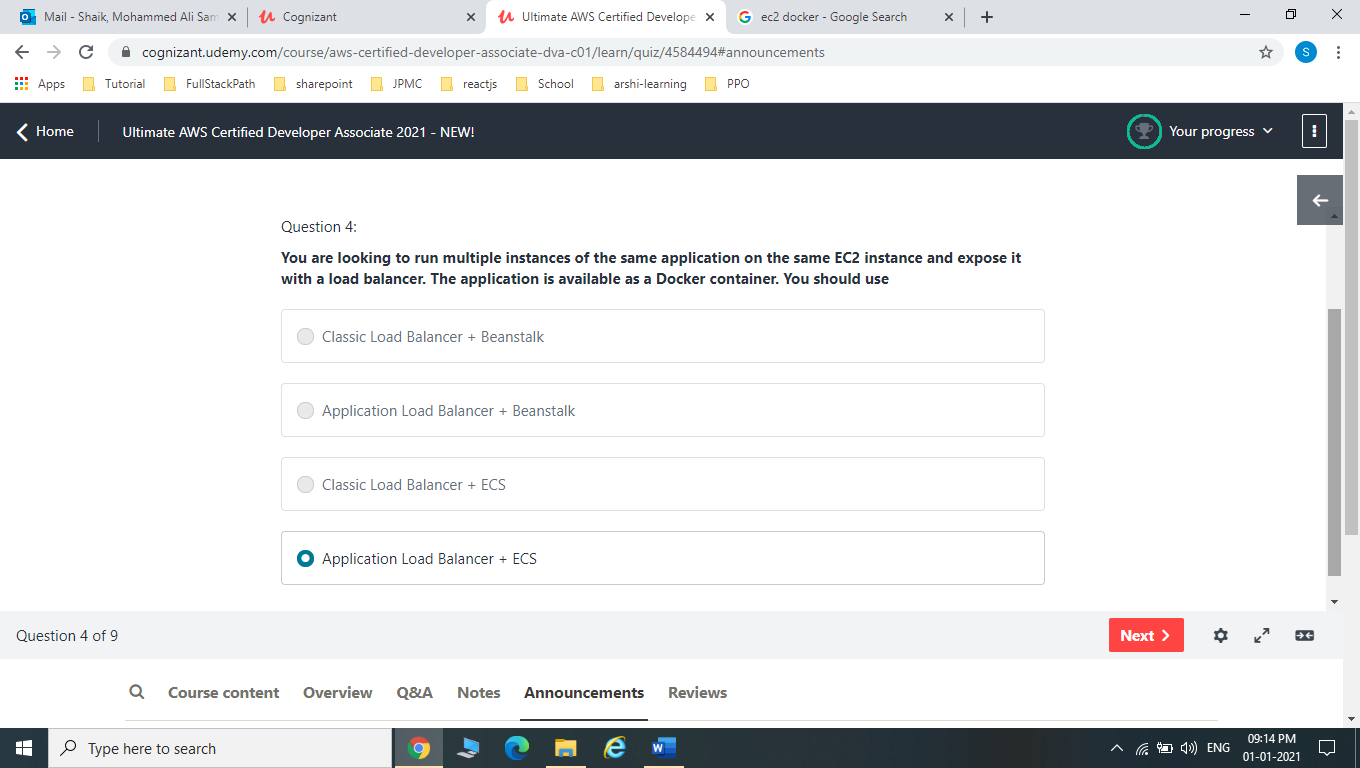 Mail - Shaik, Mohammed Ali Sam
Cognizant
Ultimate AWS Certified Develope
ec2 docker - Google Search
cognizant.udemy.com/course/aws-certified-developer-associate-dva-c01/learn/quiz/4584494#announcements
S
Apps Tutorial FullStackPath sharepoint JPMC reactjs School arshi-learning PPO
Home Ultimate AWS Certified Developer Associate 2021 - NEW! Your progress
Question 4:
You are looking to run multiple instances of the same application on the same EC2 instance and expose it
with a load balancer. The application is available as a Docker container. You should use
Classic Load Balancer + Beanstalk
Application Load Balancer + Beanstalk
Classic Load Balancer + ECS
Application Load Balancer + ECS
Question 4 of 9 Next
Course content Overview Q&A Notes Announcements Reviews
Type here to search
ENG
09:14 PM
01-01-2021